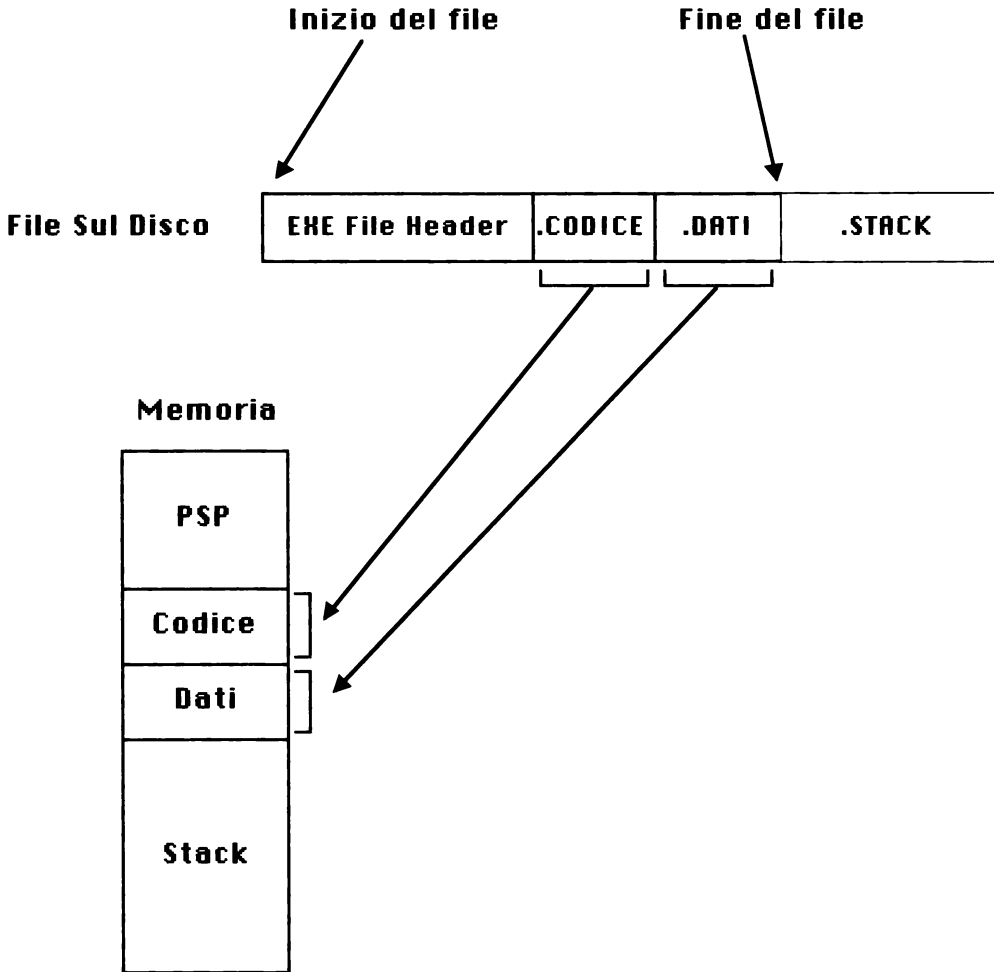 Inizio del file
Fine del file
File Sul Disco
EXE File Header
.CODICE
.DATI
.STACK
Memoria
PSP
Codice
Dati
Stack